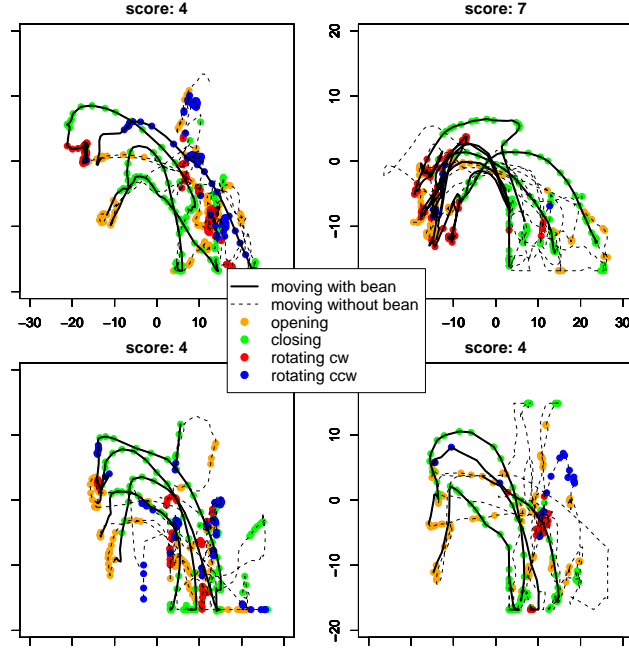 score: 4
score: 7
20
10
0
−10
−30 −20 −10 0 10
−10 0 10 20 30
moving with bean
moving without bean
opening
closing
rotating cw
rotating ccw
score: 4
score: 4
20
10
0
−10
−20